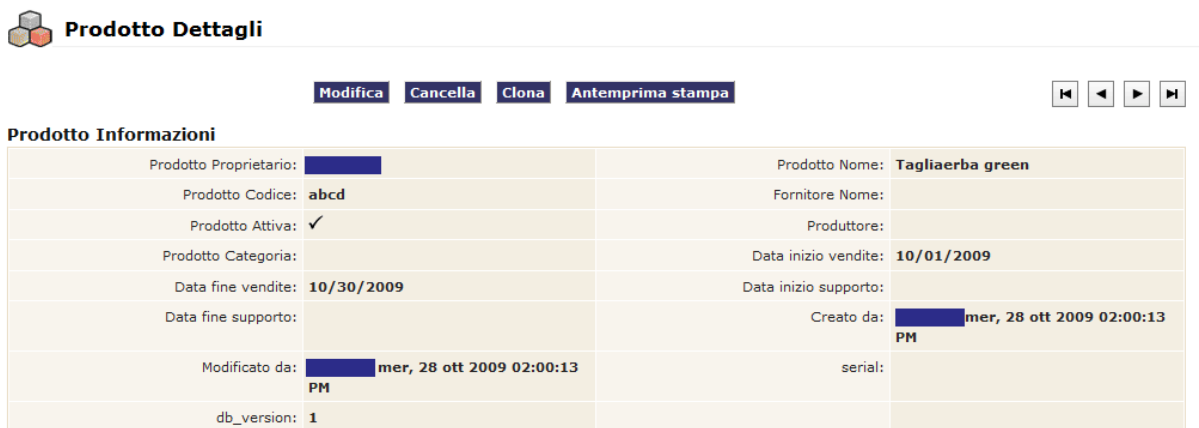 Prodotto Dettagli
Modifica Cancella Clona Antemprima stampa
Prodotto Informazioni
Prodotto Proprietario: Prodotto Nome: Tagliaerba green
Prodotto Codice: abcd Fornitore Nome:
Prodotto Attiva: ✓ Produttore:
Prodotto Categoria: Data inizio vendite: 10/01/2009
Data fine vendite: 10/30/2009 Data inizio supporto:
Data fine supporto: Creato da: mer, 28 ott 2009 02:00:13
PM
Modificato da: mer, 28 ott 2009 02:00:13 serial:
PM
db_version: 1